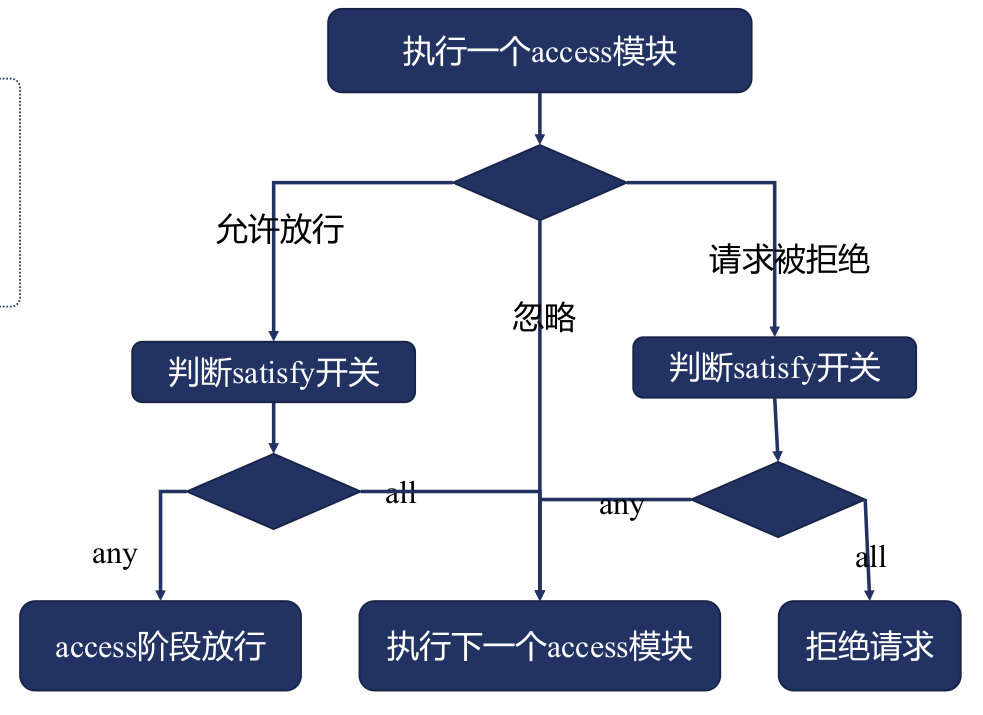 执行一个access模块
允许放行
请求被拒绝
忽略
判断satisfy开关
判断satisfy开关
all
any
any
all
access阶段放行
执行下一个access模块
拒绝请求